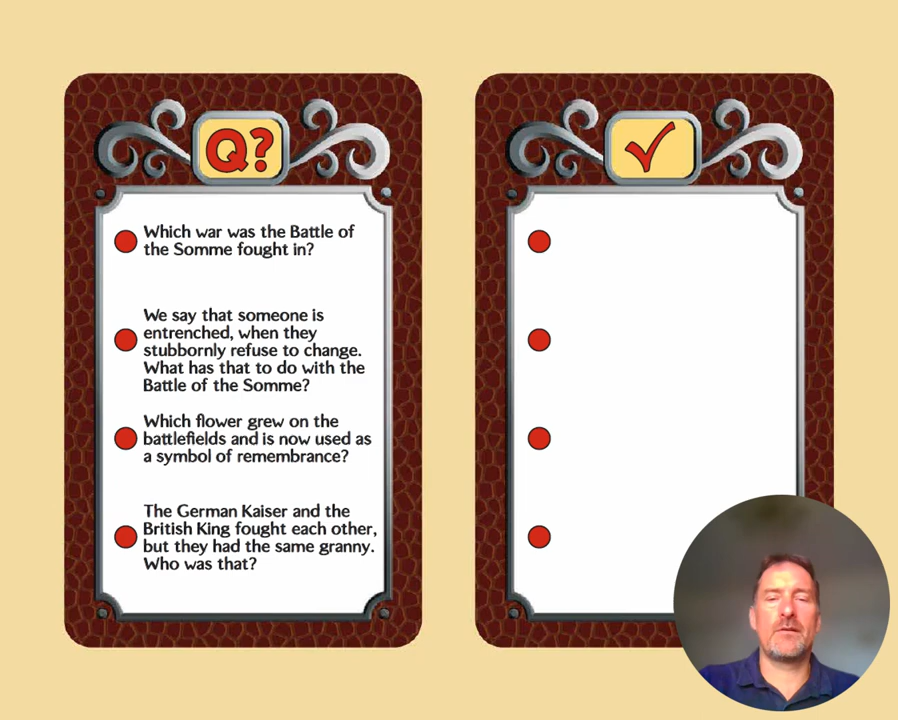 Q?
Which war was the Battle of
the Somme fought in?
We say that someone is
entrenched, when they
stubbornly refuse to change.
What has that to do with the
Battle of the Somme?
Which flower grew on the
battlefields and is now used as
a symbol of remembrance?
The German Kaiser and the
British King fought each other,
but they had the same granny.
Who was that?